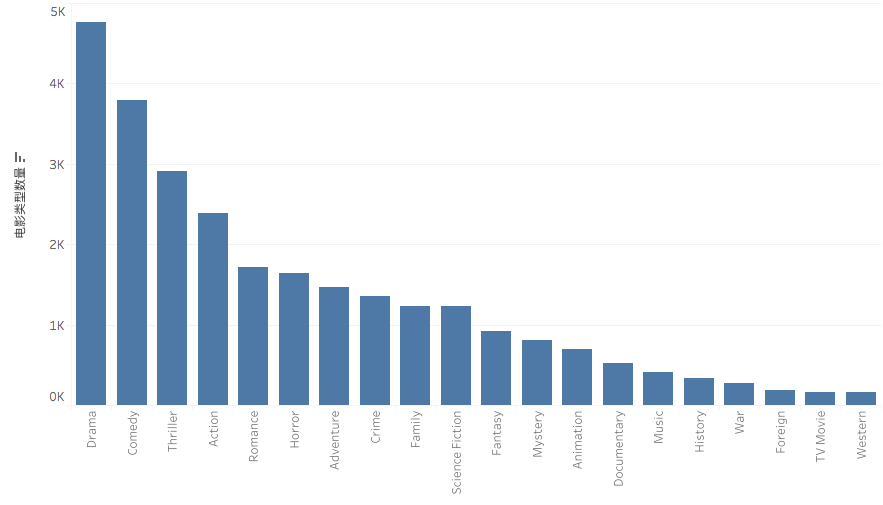 电影类型数量
5K
4K
3K
2K
1K
0K
Drama
Comedy
Thriller
Action
Romance
Horror
Adventure
Crime
Family
Science Fiction
Fantasy
Mystery
Animation
Documentary
Music
History
War
Foreign
TV Movie
Western